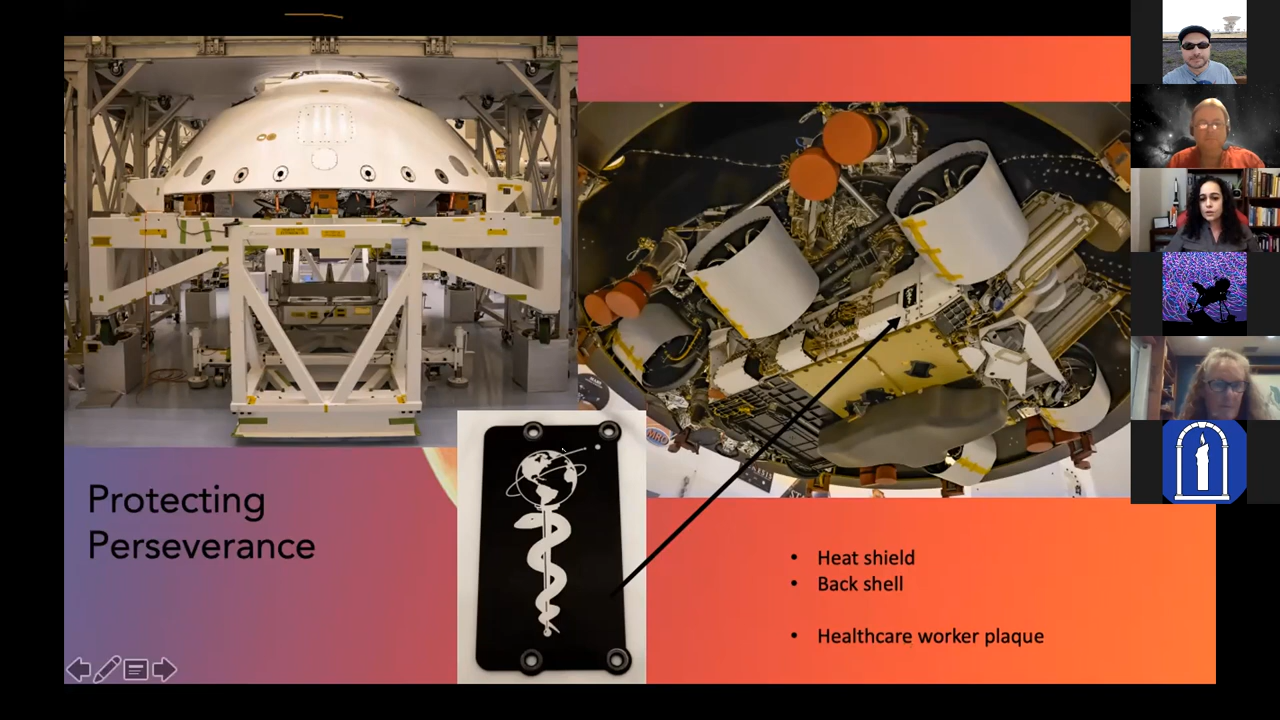 Protecting
Perseverance
• Heat shield
• Back shell
• Healthcare worker plaque